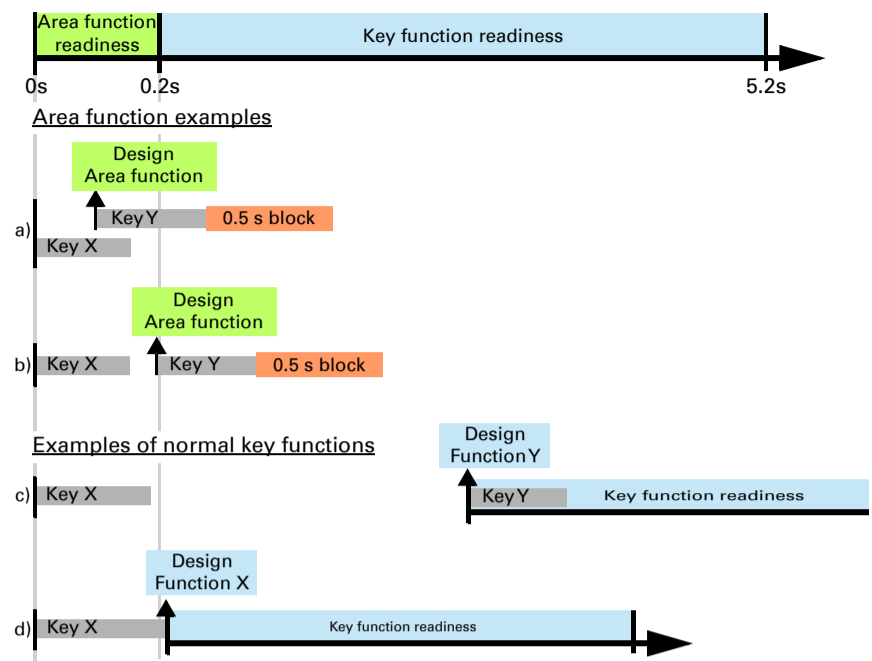 Area function
readiness
Key function readiness
0s
0.2s
5.2s
Area function examples
Design
Area function
a)
Key Y
0.5 s block
Key X
Design
Area function
b)
Key X
Key Y
0.5 s block
Examples of normal key functions
Design
Function Y
c)
Key X
Key Y
Key function readiness
Design
Function X
d)
Key X
Key function readiness